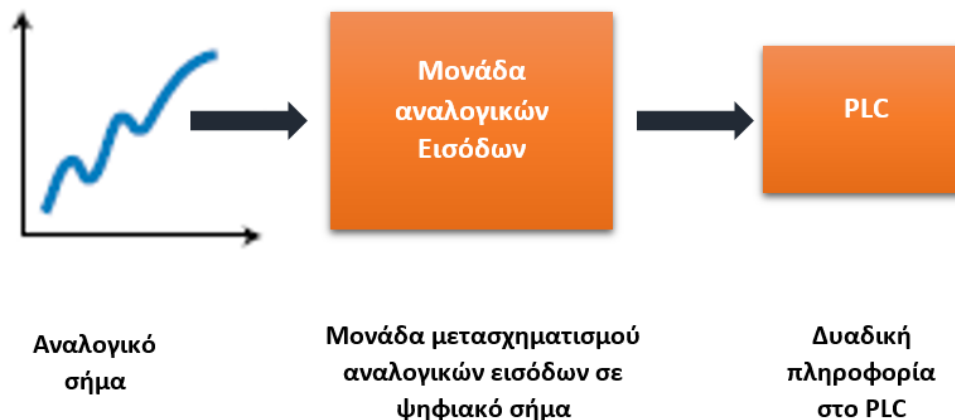 Μονάδα
αναλογικών
Εισόδων
PLC
Αναλογικό
σήμα
Μονάδα μετασχηματισμού
αναλογικών εισόδων σε
ψηφιακό σήμα
Δυαδική
πληροφορία
στο PLC